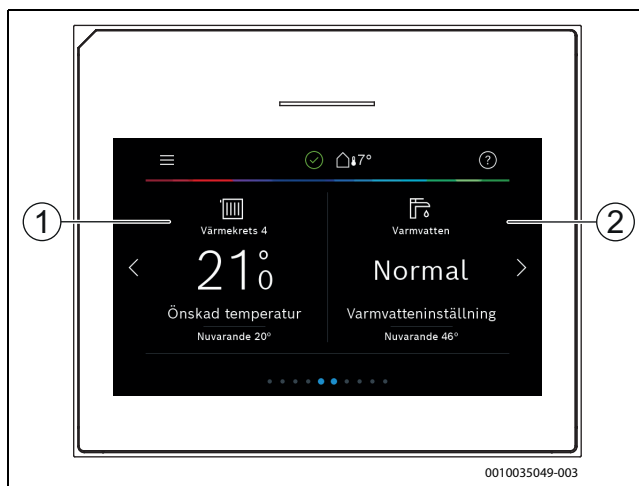 7°
?
1
Värmekrets 4
Varmvatten
2
21°0
Normal
Önskad temperatur
Varmvatteninställning
Nuvarande 20°
Nuvarande 46°
0010035049-003